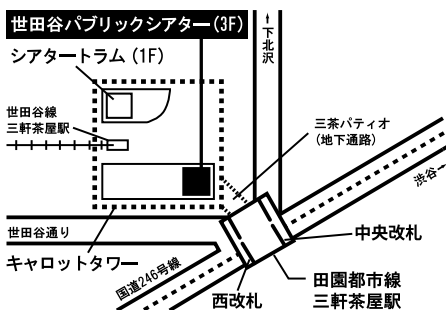 世田谷パブリックシアター(3F)
シアタートラム(1F)
↑下北沢
世田谷線
三軒茶屋駅
三茶パティオ
(地下通路)
渋谷→
世田谷通り
中央改札
キャロットタワー
国道246号線
西改札
田園都市線
三軒茶屋駅